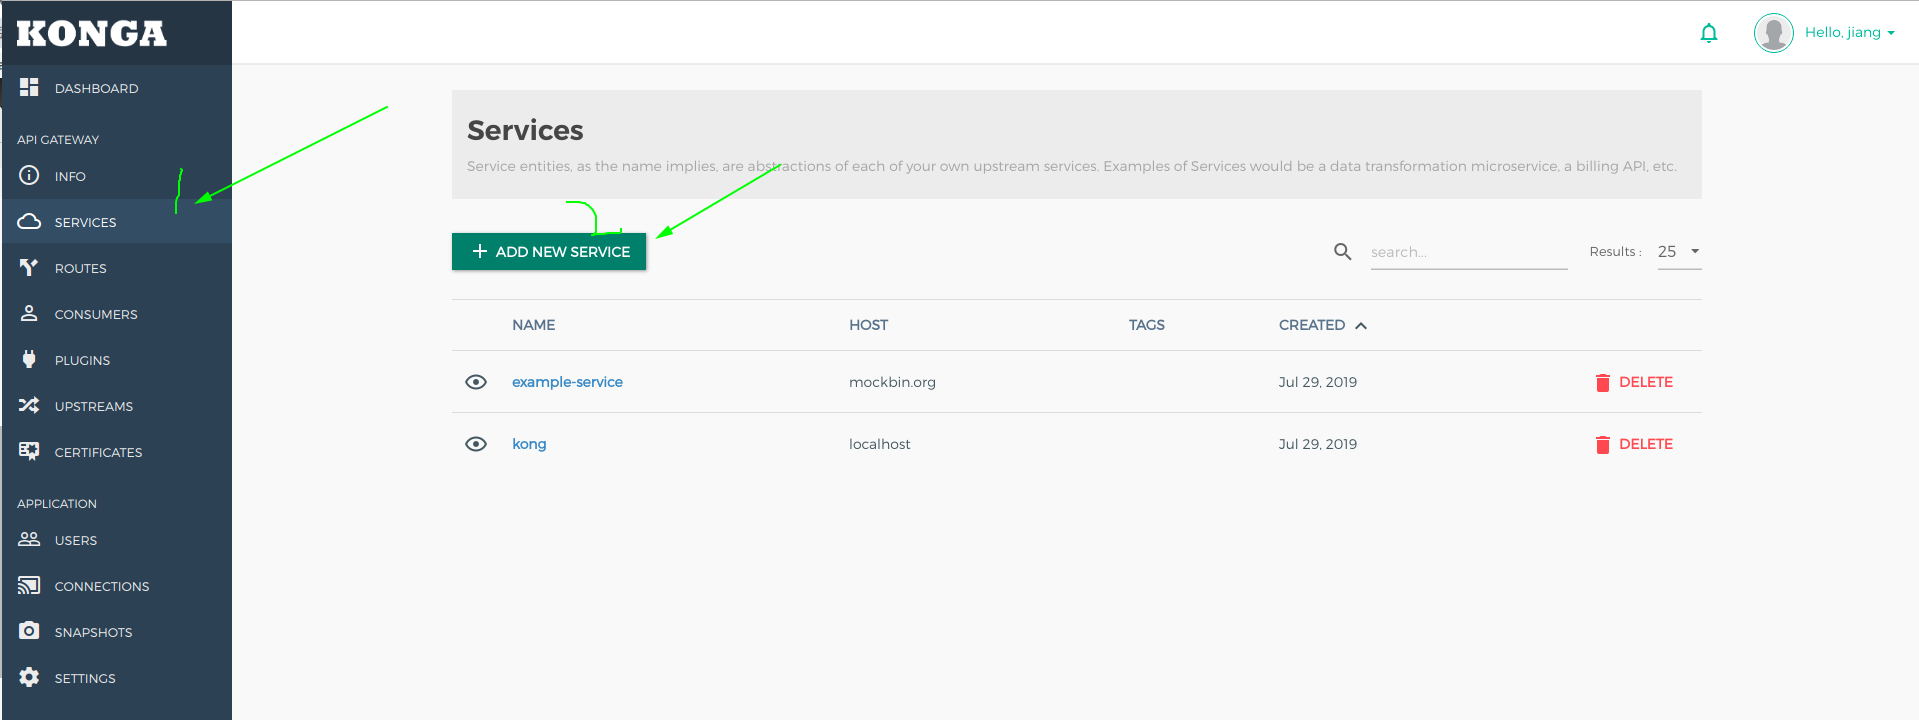 KONGA
Hello, jiang
DASHBOARD
API GATEWAY
INFO
SERVICES
ROUTES
CONSUMERS
PLUGINS
UPSTREAMS
CERTIFICATES
APPLICATION
USERS
CONNECTIONS
SNAPSHOTS
SETTINGS
Services
Service entities, as the name implies, are abstractions of each of your own upstream services. Examples of Services would be a data transformation microservice, a billing API, etc.
1
2
+ ADD NEW SERVICE
search...
Results : 25
NAME HOST TAGS CREATED
example-service mockbin.org Jul 29, 2019 DELETE
kong localhost Jul 29, 2019 DELETE